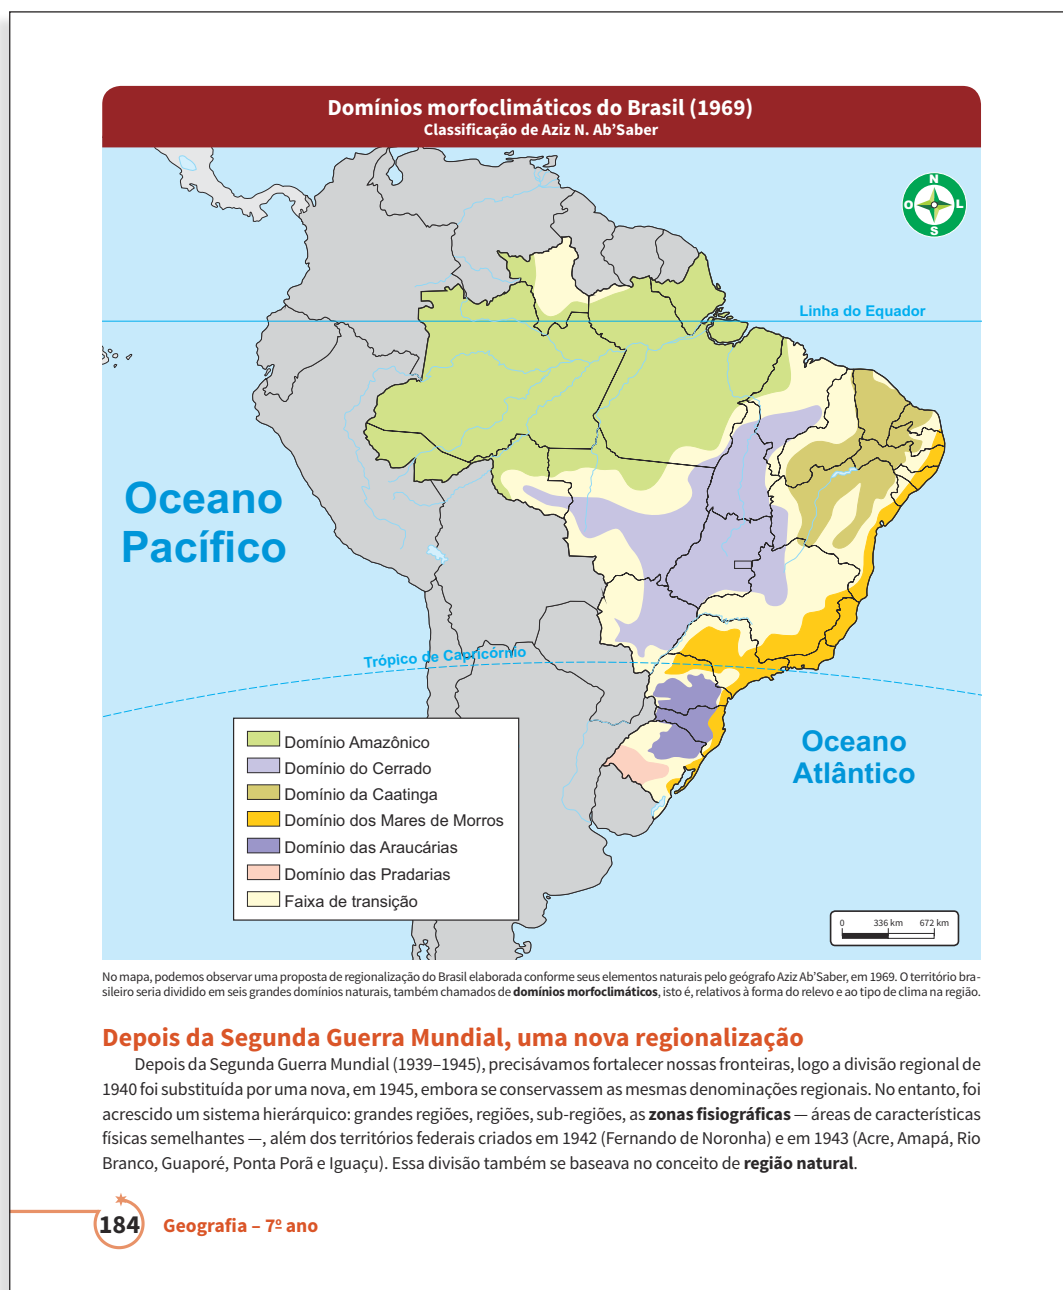 Domínios morfoclimáticos do Brasil (1969)
Classificação de Aziz N. Ab’Saber
N
O
L
S
Linha do Equador
Oceano
Pacífico
Trópico de Capricórnio
Oceano
Atlântico
Domínio Amazônico
Domínio do Cerrado
Domínio da Caatinga
Domínio dos Mares de Morros
Domínio das Araucárias
Domínio das Pradarias
Faixa de transição
0 336 km 672 km
No mapa, podemos observar uma proposta de regionalização do Brasil elaborada conforme seus elementos naturais pelo geógrafo Aziz Ab’Saber, em 1969. O território bra-
sileiro seria dividido em seis grandes domínios naturais, também chamados de domínios morfoclimáticos, isto é, relativos à forma do relevo e ao tipo de clima na região.
Depois da Segunda Guerra Mundial, uma nova regionalização
Depois da Segunda Guerra Mundial (1939–1945), precisávamos fortalecer nossas fronteiras, logo a divisão regional de
1940 foi substituída por uma nova, em 1945, embora se conservassem as mesmas denominações regionais. No entanto, foi
acrescido um sistema hierárquico: grandes regiões, regiões, sub-regiões, as zonas fisiográficas — áreas de características
físicas semelhantes —, além dos territórios federais criados em 1942 (Fernando de Noronha) e em 1943 (Acre, Amapá, Rio
Branco, Guaporé, Ponta Porã e Iguaçu). Essa divisão também se baseava no conceito de região natural.
184 Geografia – 7º ano